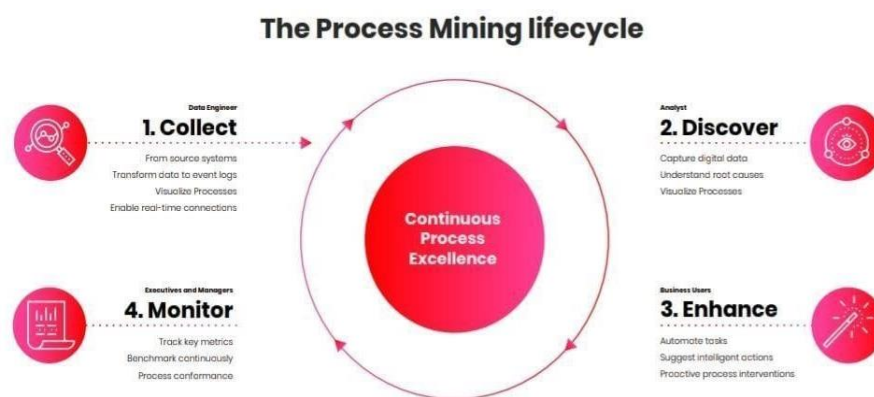 The Process Mining lifecycle
Data Engineer
1. Collect
From source systems
Transform data to event logs
Visualize Processes
Enable real-time connections
Analyst
2. Discover
Capture digital data
Understand root causes
Visualize Processes
Continuous
Process
Excellence
Business Users
3. Enhance
Automate tasks
Suggest intelligent actions
Proactive process interventions
Executives and Managers
4. Monitor
Track key metrics
Benchmark continuously
Process conformance